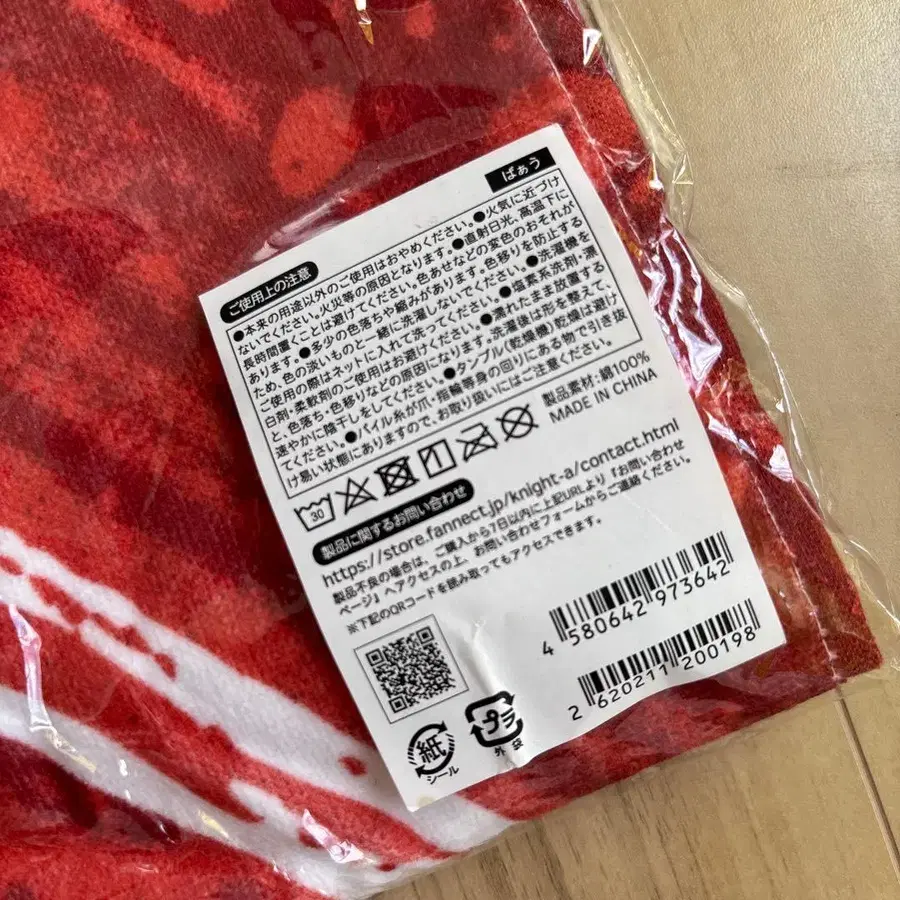 ばぁう
ご使用上の注意
●本来の用途以外のご使用はおやめください。●火気に近づけ
ないでください。火災等の原因となります。●直射日光、高温下に
長時間置くことは避けてください。色あせなどの変色のおそれが
あります。●多少の色落ちや縮みがあります。色移りを防止する
ため、色の淡いものと一緒に洗濯しないでください。●洗濯機を
ご使用の際はネットに入れて洗ってください。●塩素系洗剤・漂
白剤・柔軟剤のご使用はお避けください。●濡れたまま放置する
と、色落ち・色移りなどの原因になります。洗濯後は形を整えて、
速やかに陰干しをしてください。●タンブル(乾燥機)乾燥は避け
てください。●パイル糸が爪・指輪等身の回りにある物で引き抜
け易い状態にありますので、お取り扱いにはご注意ください。
製品素材:綿100%
MADE IN CHINA
30
製品に関するお問い合わせ
https://store.fannect.jp/knight-a/contact.html
製品不良の場合は、ご購入から7日以内に上記URLより『お問い合わせ
ページ』へアクセスの上、お問い合わせフォームからご連絡ください。
※下記のQRコードを読み取ってもアクセスできます。
4 580642 973642
2 620211 200198
紙
シール
プラ
外袋